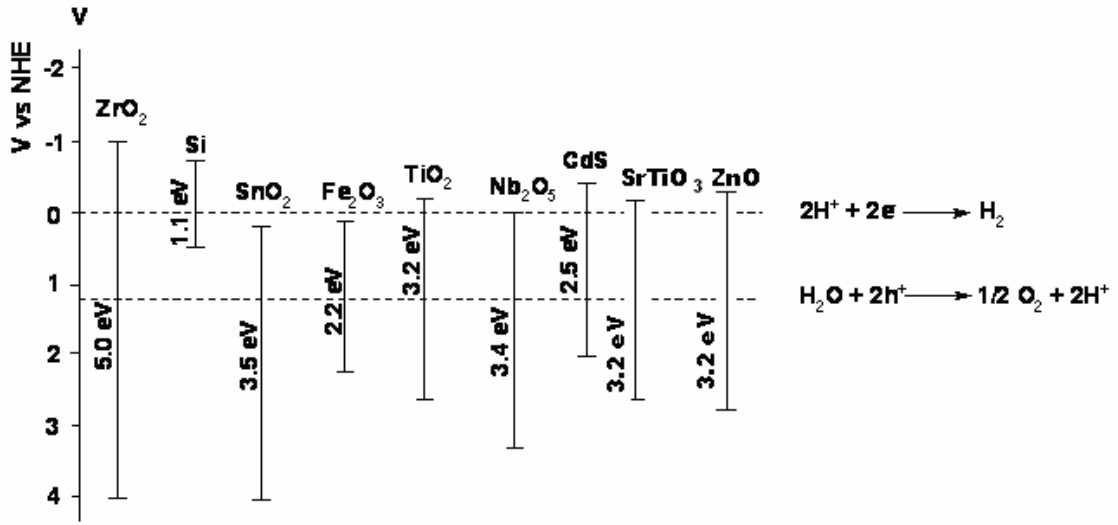 V
V vs NHE
-2
-1
0
1
2
3
4
ZrO₂
5.0 eV
Si
1.1 eV
SnO₂
3.5 eV
Fe₂O₃
2.2 eV
TiO₂
3.2 eV
Nb₂O₅
3.4 eV
CdS
2.5 eV
SrTiO₃
3.2 eV
ZnO
3.2 eV
2H⁺ + 2e → H₂
H₂O + 2h⁺ → 1/2 O₂ + 2H⁺